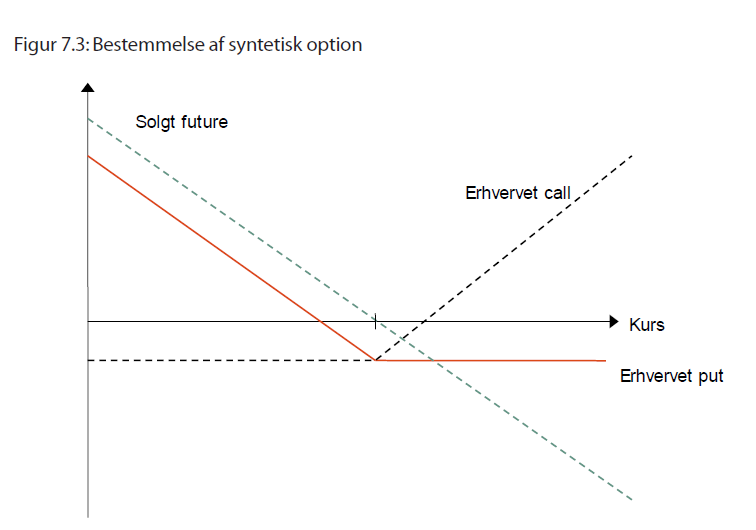 Figur 7.3: Bestemmelse af syntetisk option
Solgt future
Erhvervet call
Kurs
Erhvervet put